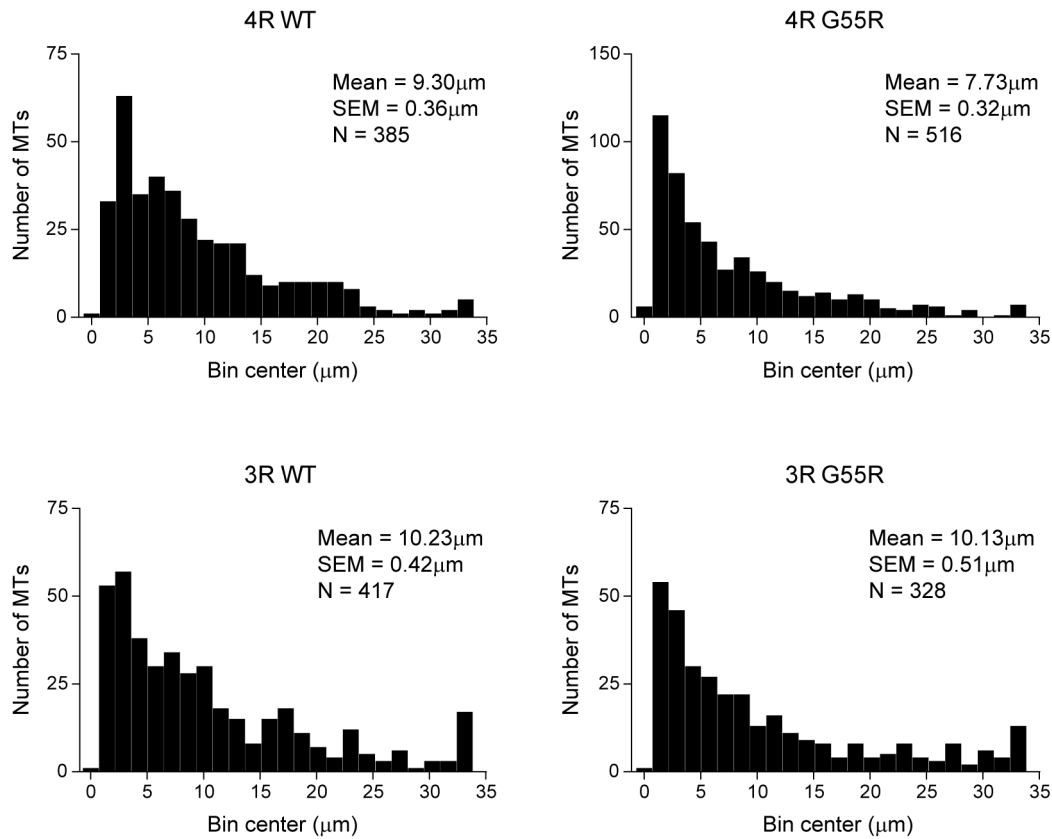 4R WT
75
50
25
0
Number of MTs
Mean = 9.30μm
SEM = 0.36μm
N = 385
0 5 10 15 20 25 30 35
Bin center (μm)
4R G55R
150
100
50
0
Number of MTs
Mean = 7.73μm
SEM = 0.32μm
N = 516
0 5 10 15 20 25 30 35
Bin center (μm)
3R WT
75
50
25
0
Number of MTs
Mean = 10.23μm
SEM = 0.42μm
N = 417
0 5 10 15 20 25 30 35
Bin center (μm)
3R G55R
75
50
25
0
Number of MTs
Mean = 10.13μm
SEM = 0.51μm
N = 328
0 5 10 15 20 25 30 35
Bin center (μm)